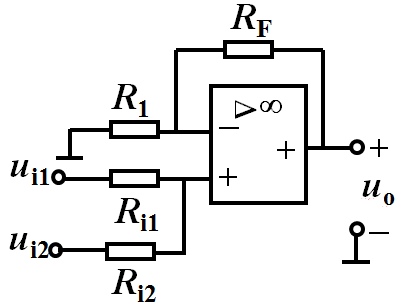 R_F
R_1
▷ ∞
−
+
+
+
u_i1
R_i1
u_o
u_i2
−
R_i2